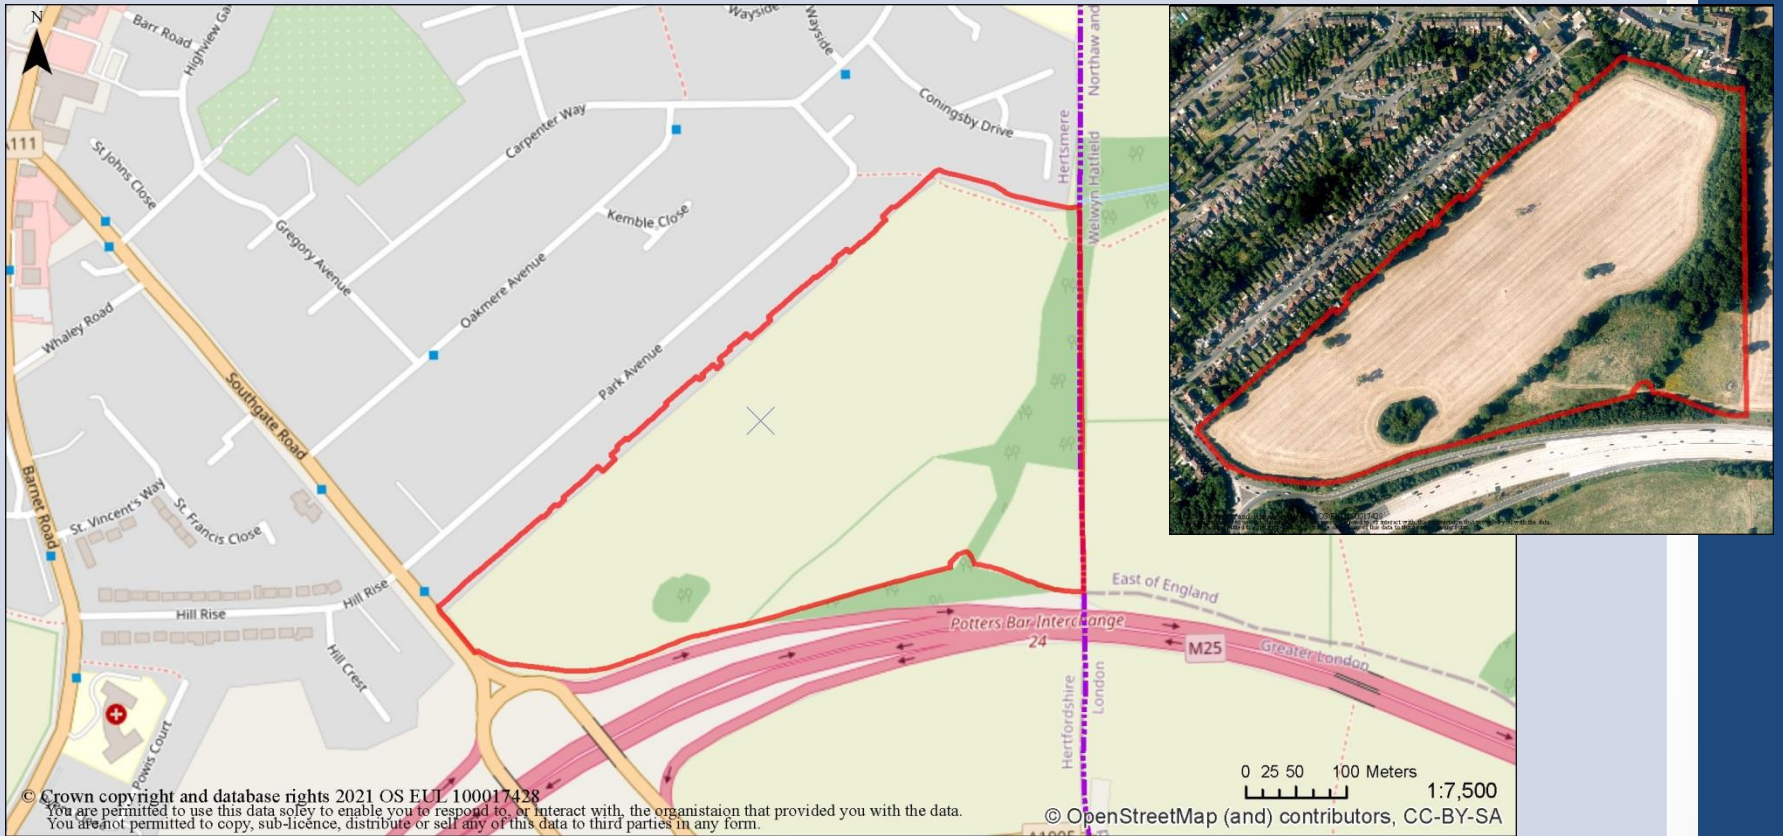 N
Barr Road
Wayside
Wayside
A111
St Johns Close
Carpenter Way
Coningsby Drive
Northaw and
Hertsmere
Welwyn Hatfield
Kemble Close
Gregory Avenue
Oakmere Avenue
Whaley Road
Park Avenue
Southgate Road
Barnet Road
St. Vincent's Way
St. Francis Close
Hill Rise
Hill Rise
Hill Crest
Powis Court
East of England
Potters Bar Interchange
24
M25
Greater London
Hertfordshire
London
0 25 50 100 Meters
1:7,500
© Crown copyright and database rights 2021 OS EUL 100017428
You are permitted to use this data soley to enable you to respond to, or interact with, the organistaion that provided you with the data.
You are not permitted to copy, sub-licence, distribute or sell any of this data to third parties in any form.
© OpenStreetMap (and) contributors, CC-BY-SA
A1005